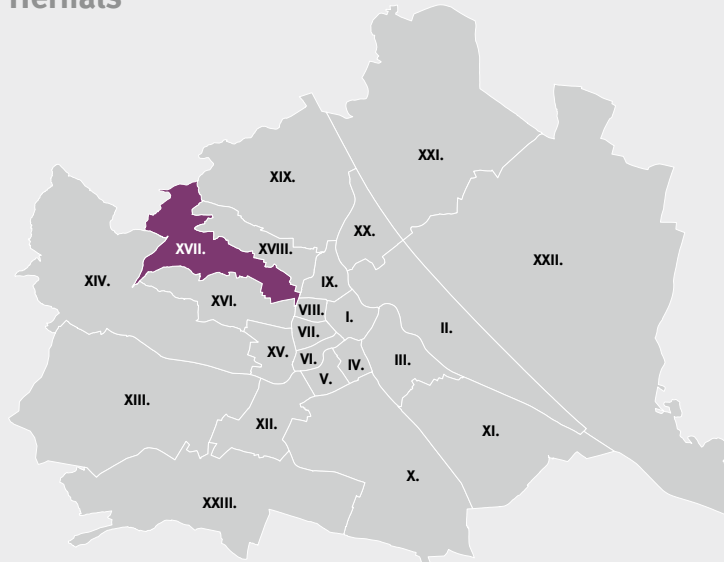 Hernals
XXI.
XIX.
XX.
XVII.
XVIII.
XXII.
XIV.
IX.
XVI.
VIII.
I.
II.
VII.
XV.
VI.
IV.
III.
V.
XIII.
XII.
XI.
X.
XXIII.